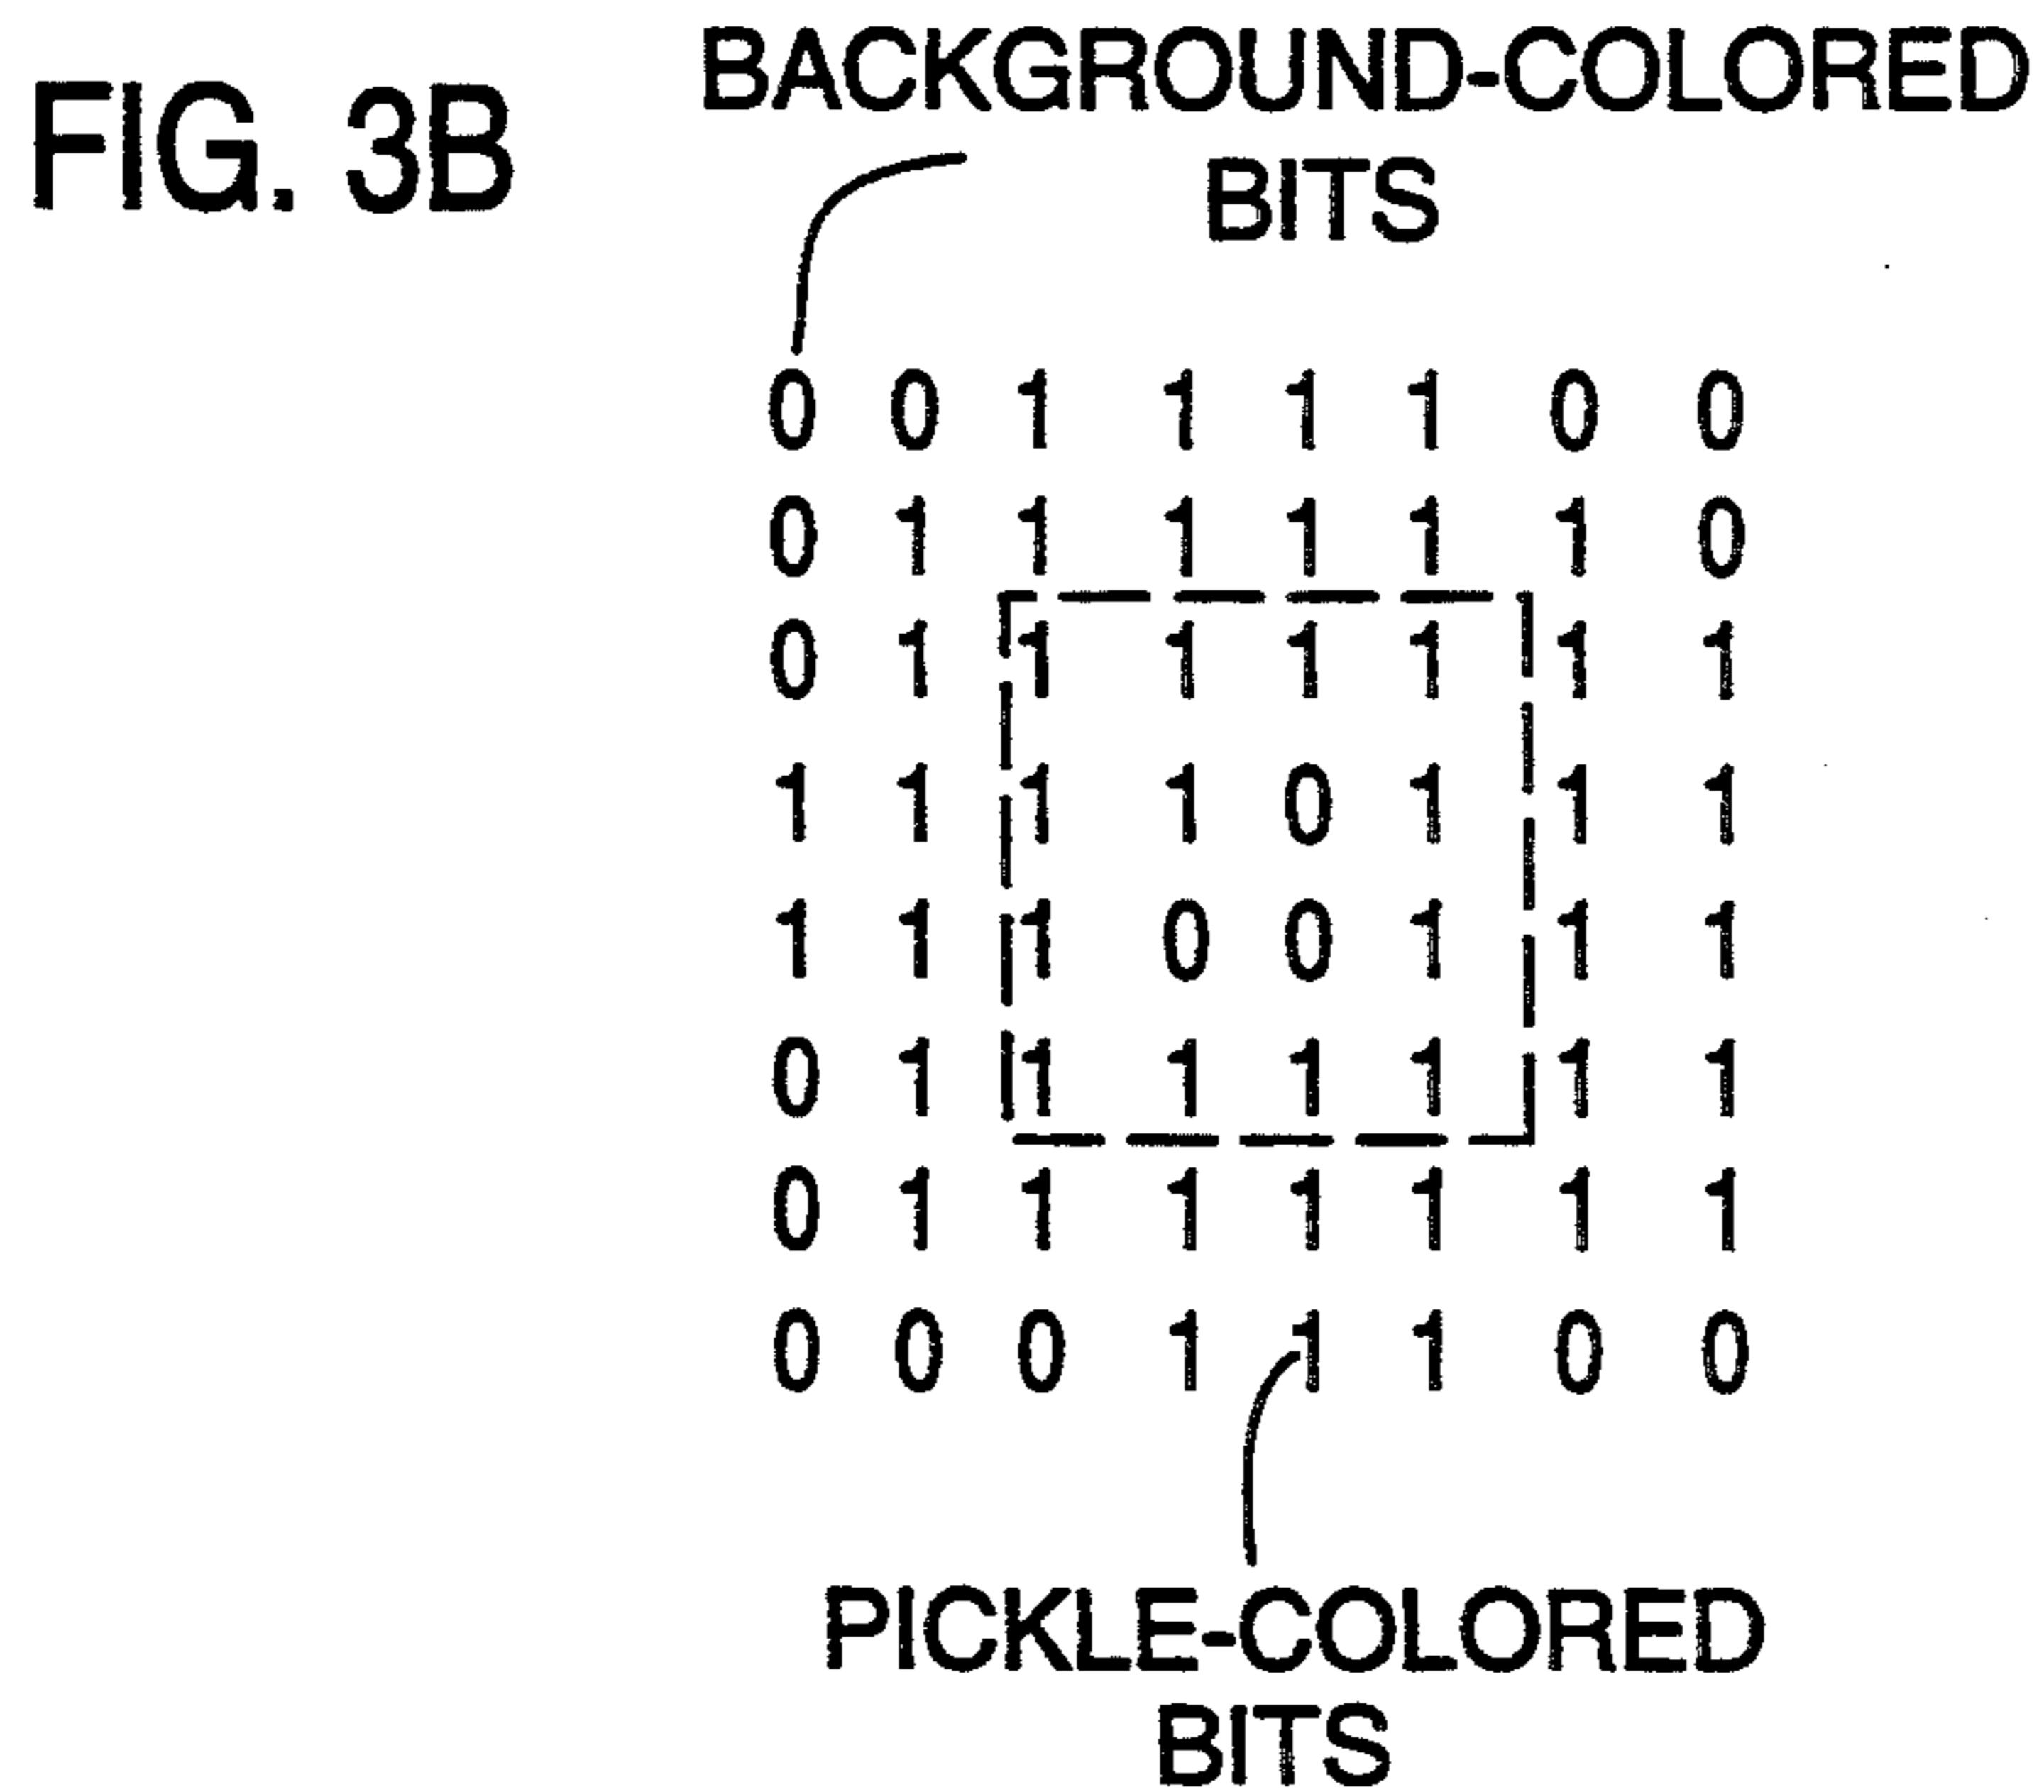 FIG. 3B
BACKGROUND-COLORED
BITS
0 0 1 1 1 1 0 0
0 1 1 1 1 1 1 0
0 1 1 1 1 1 1 1
1 1 1 1 0 1 1 1
1 1 1 0 0 1 1 1
0 1 1 1 1 1 1 1
0 1 1 1 1 1 1 1
0 0 0 1 1 1 0 0
PICKLE-COLORED
BITS